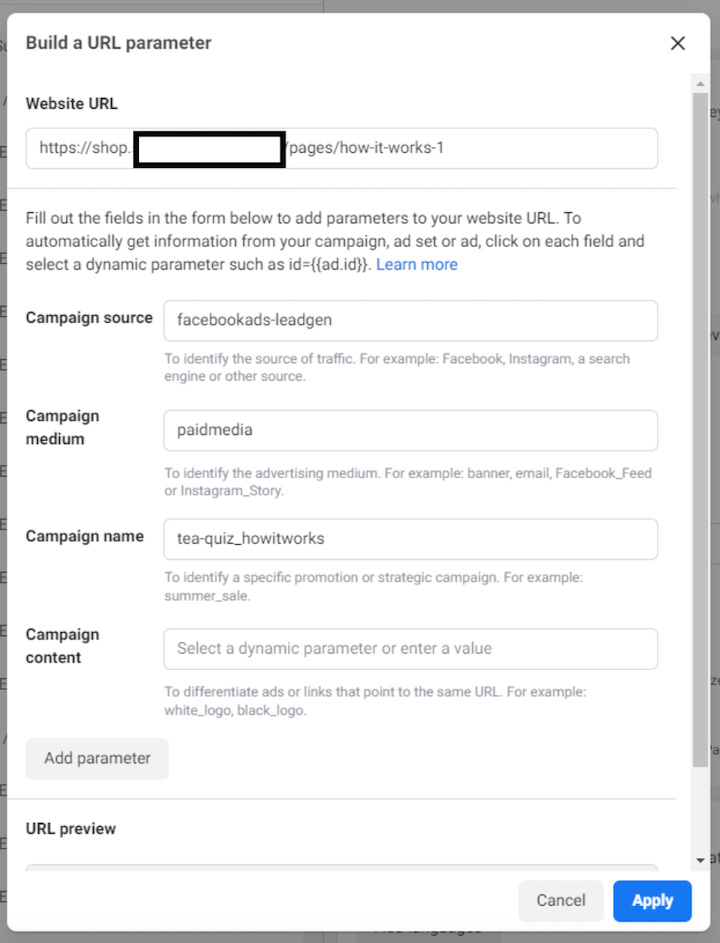 Build a URL parameter
Website URL
https://shop. /pages/how-it-works-1
Fill out the fields in the form below to add parameters to your website URL. To
automatically get information from your campaign, ad set or ad, click on each field and
select a dynamic parameter such as id={{ad.id}}. Learn more
Campaign source
facebookads-leadgen
To identify the source of traffic. For example: Facebook, Instagram, a search
engine or other source.
Campaign
medium
paidmedia
To identify the advertising medium. For example: banner, email, Facebook_Feed
or Instagram_Story.
Campaign name
tea-quiz_howitworks
To identify a specific promotion or strategic campaign. For example:
summer_sale.
Campaign
content
Select a dynamic parameter or enter a value
To differentiate ads or links that point to the same URL. For example:
white_logo, black_logo.
Add parameter
URL preview
Cancel
Apply